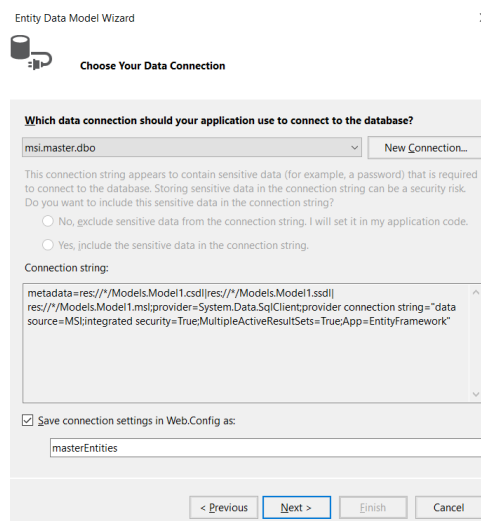 Entity Data Model Wizard
Choose Your Data Connection
Which data connection should your application use to connect to the database?
msi.master.dbo
New Connection...
This connection string appears to contain sensitive data (for example, a password) that is required
to connect to the database. Storing sensitive data in the connection string can be a security risk.
Do you want to include this sensitive data in the connection string?
No, exclude sensitive data from the connection string. I will set it in my application code.
Yes, include the sensitive data in the connection string.
Connection string:
metadata=res://*/Models.Model1.csdl|res://*/Models.Model1.ssdl|
res://*/Models.Model1.msl;provider=System.Data.SqlClient;provider connection string="data
source=MSI;integrated security=True;MultipleActiveResultSets=True;App=EntityFramework"
Save connection settings in Web.Config as:
masterEntities
< Previous
Next >
Finish
Cancel